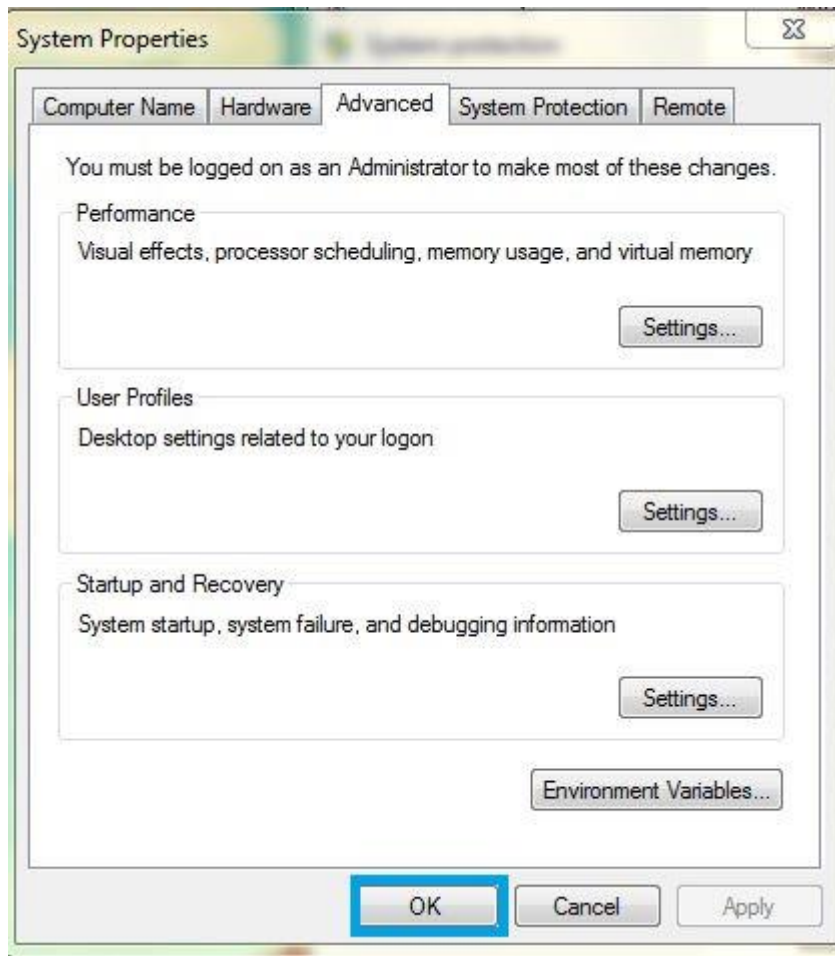 System Properties
System protection
Computer Name
Hardware
Advanced
System Protection
Remote
You must be logged on as an Administrator to make most of these changes.
Performance
Visual effects, processor scheduling, memory usage, and virtual memory
Settings...
User Profiles
Desktop settings related to your logon
Settings...
Startup and Recovery
System startup, system failure, and debugging information
Settings...
Environment Variables...
OK
Cancel
Apply